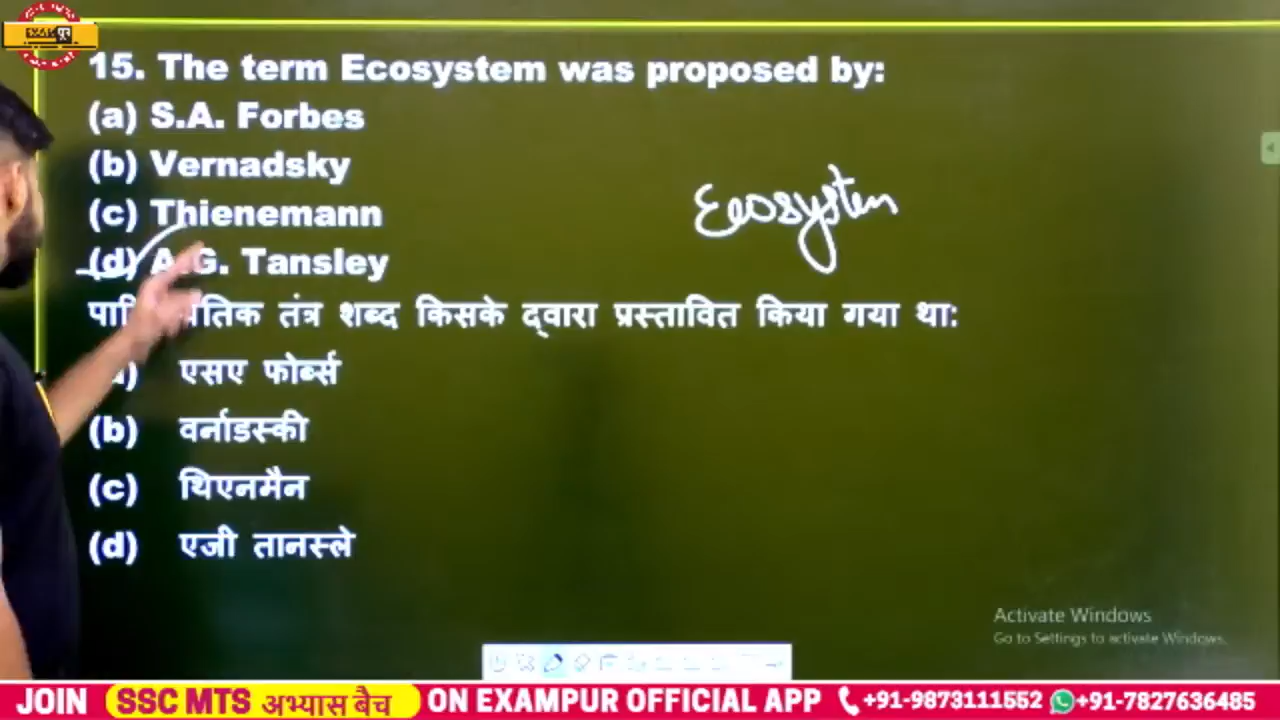 15. The term Ecosystem was proposed by:
(a) S.A. Forbes
(b) Vernadsky
(c) Thienemann
(d) A.G. Tansley
Ecosystem
तंत्र शब्द किसके द्वारा प्रस्तावित किया गया था:
एसए फोर्ब्स
(b) वर्नाडस्की
(c) थिएनमैन
(d) एजी तानस्ले
Activate Windows
Go to Settings to activate Windows.
JOIN SSC MTS अभ्यास बैच ON EXAMPUR OFFICIAL APP +91-9873111552 +91-7827636485